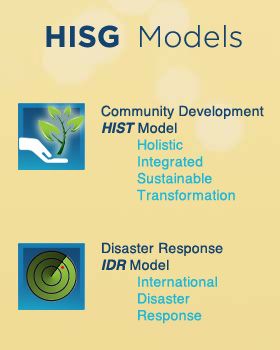 HISG Models
Community Development
HIST Model
Holistic
Integrated
Sustainable
Transformation
Disaster Response
IDR Model
International
Disaster
Response